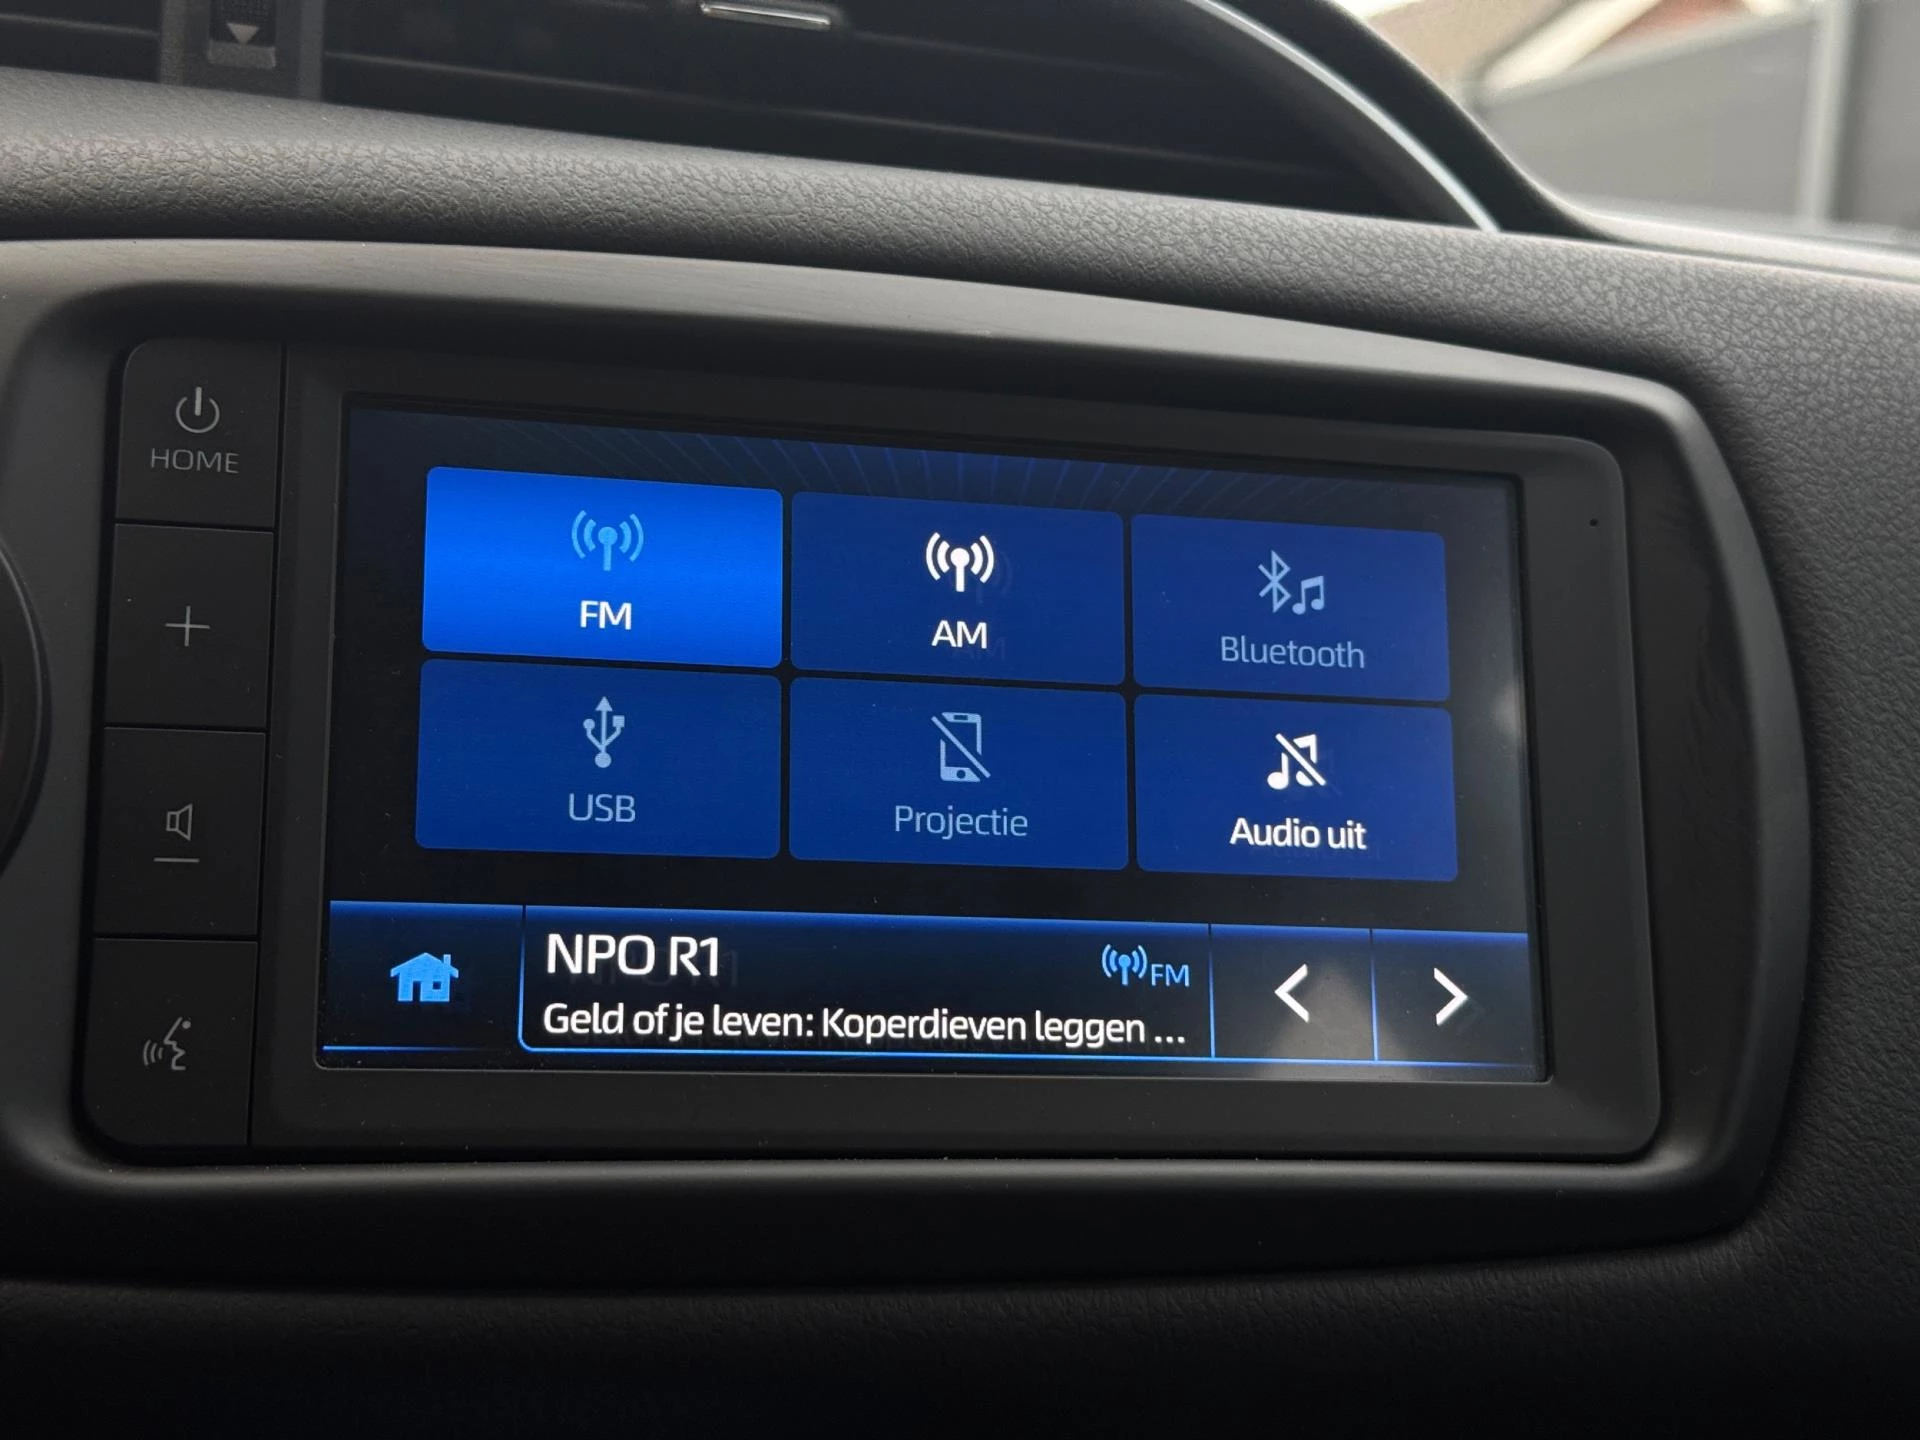 HOME
FM
AM
Bluetooth
USB
Projectie
Audio uit
NPO R1
FM
Geld of je leven: Koperdieven leggen ...